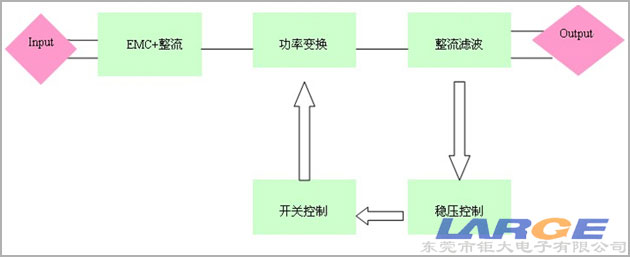 Input
EMC+整流
功率变换
整流滤波
Output
开关控制
稳压控制
LARGE
东莞市钜大电子有限公司